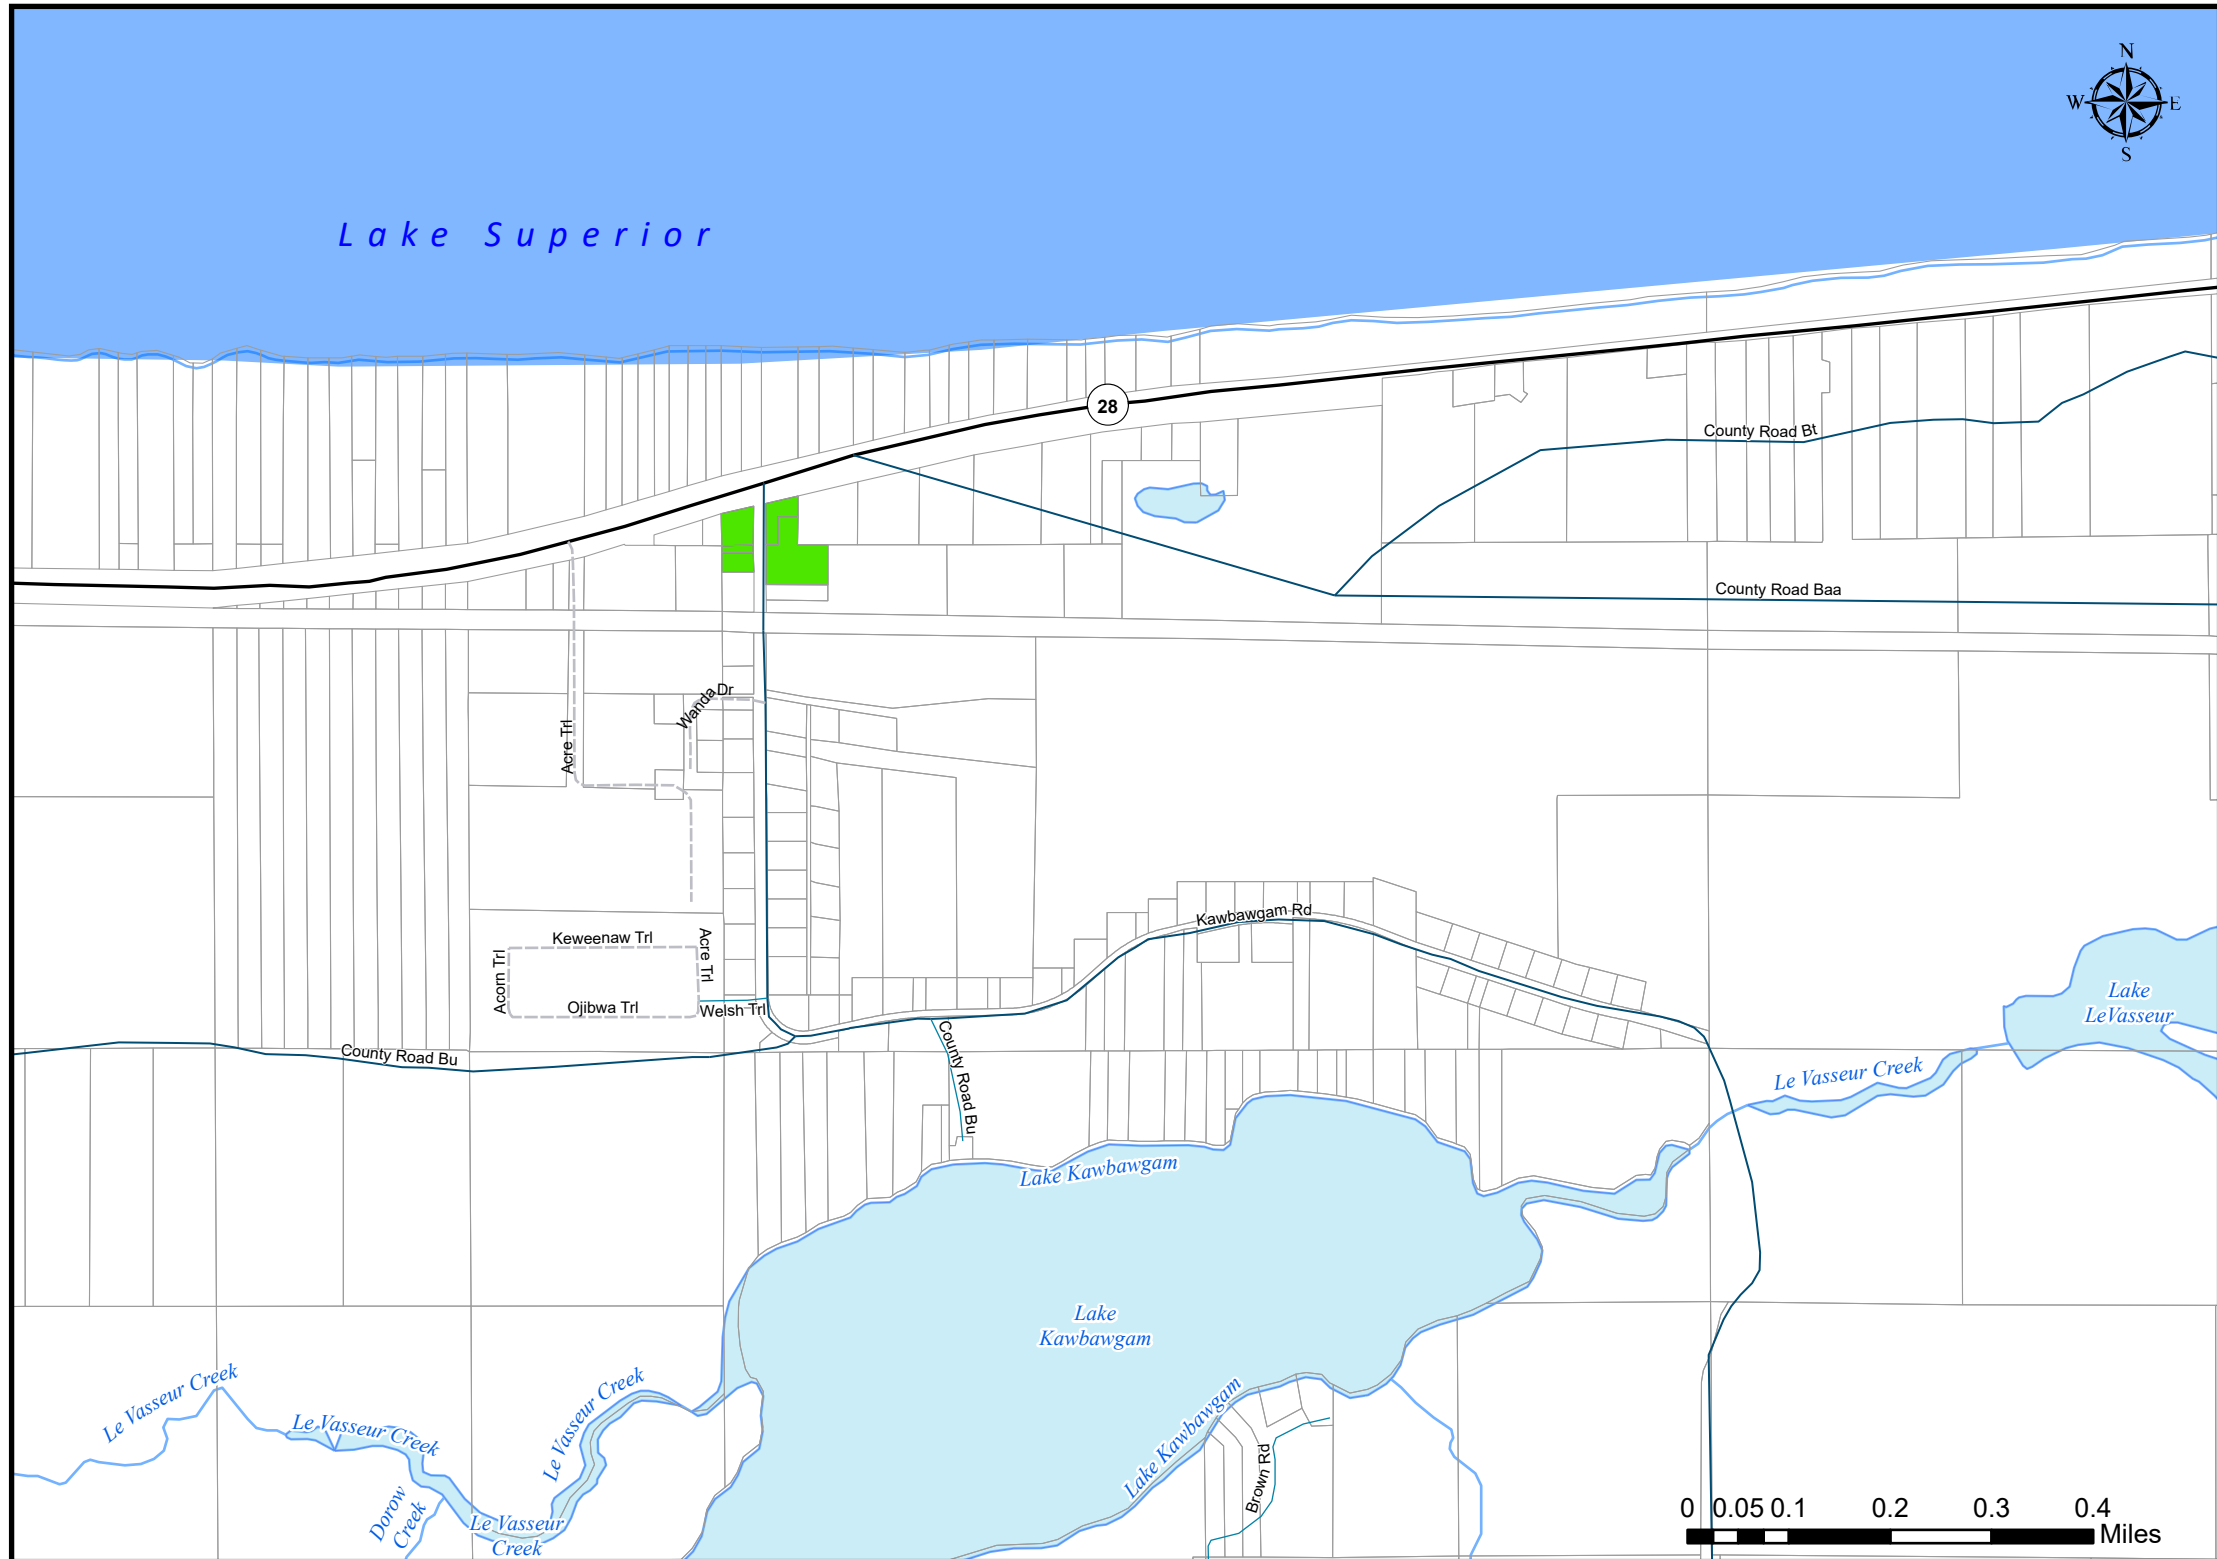 N
W E
S
Lake Superior
28
County Road Bt
County Road Baa
Wanda Dr
Acre Trl
Kawbawgam Rd
Keweenaw Trl
Acre Trl
Acorn Trl
Ojibwa Trl
Welsh Trl
Lake
LeVasseur
County Road Bu
County Road Bu
Le Vasseur Creek
Lake Kawbawgam
Lake
Kawbawgam
Le Vasseur Creek
Le Vasseur Creek
Le Vasseur Creek
Lake Kawbawgam
Brown Rd
Dorow
Creek
Le Vasseur
Creek
0 0.05 0.1 0.2 0.3 0.4
Miles